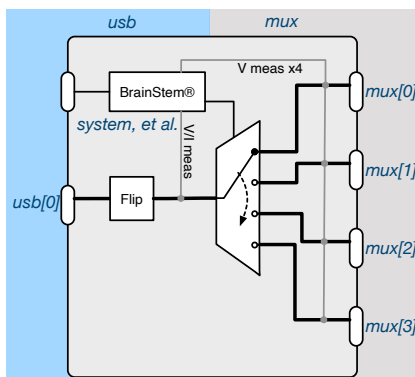 usb
mux
V meas x4
BrainStem®
mux[0]
system, et al.
V/I meas
mux[1]
usb[0]
Flip
mux[2]
mux[3]